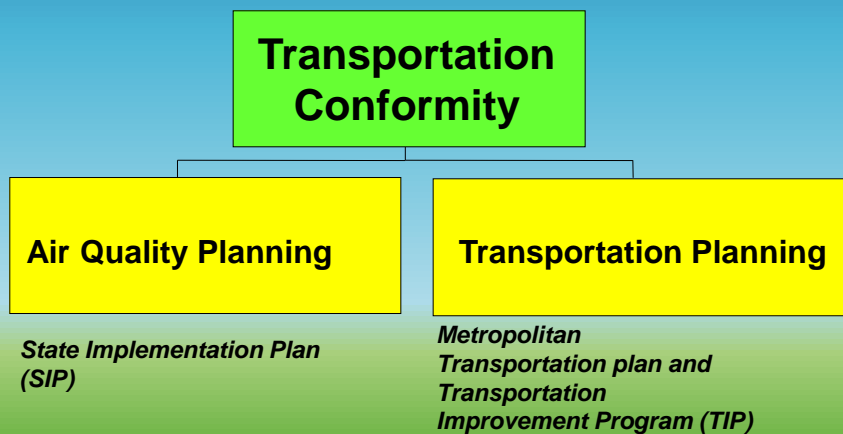 Transportation
Conformity
Air Quality Planning
Transportation Planning
State Implementation Plan
(SIP)
Metropolitan
Transportation plan and
Transportation
Improvement Program (TIP)